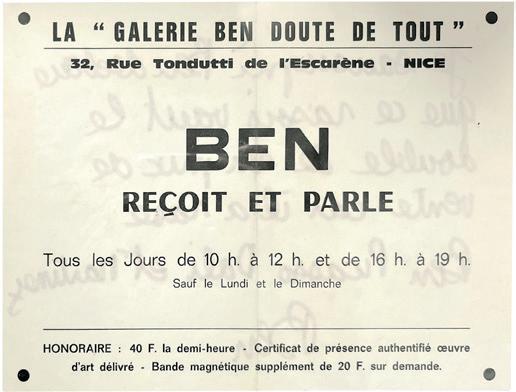 LA " GALERIE BEN DOUTE DE TOUT "
32, Rue Tondutti de l'Escarène - NICE
BEN
REÇOIT ET PARLE
Tous les Jours de 10 h. à 12 h. et de 16 h. à 19 h.
Sauf le Lundi et le Dimanche
HONORAIRE : 40 F. la demi-heure - Certificat de présence authentifié œuvre
d'art délivré - Bande magnétique supplément de 20 F. sur demande.